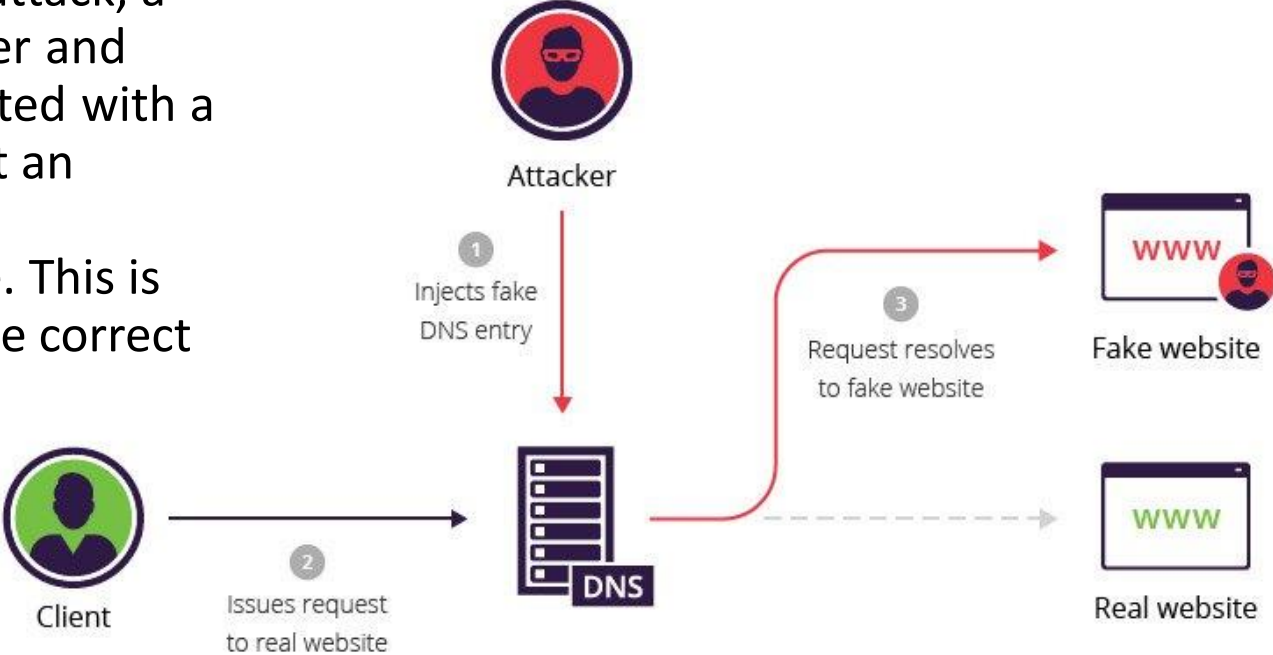 attack, a
er and
ted with a
t an
. This is
e correct
Attacker
1
Injects fake
DNS entry
www
Fake website
3
Request resolves
to fake website
DNS
www
Real website
Client
2
Issues request
to real website